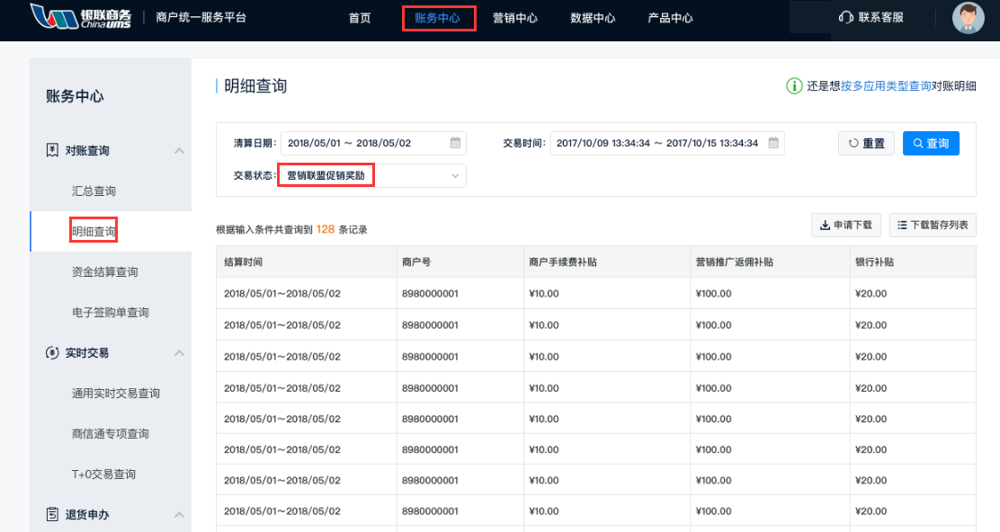 银联商务
China ums
商户统一服务平台
首页
账务中心
营销中心
数据中心
产品中心
联系客服
账务中心
对账查询
汇总查询
明细查询
资金结算查询
电子签购单查询
实时交易
通用实时交易查询
商信通专项查询
T+0交易查询
退货申办
明细查询
还是想按多应用类型查询对账明细
清算日期: 2018/05/01 ~ 2018/05/02
交易时间: 2017/10/09 13:34:34 ~ 2017/10/15 13:34:34
重置
查询
交易状态: 营销联盟促销奖励
根据输入条件共查询到 128 条记录
申请下载
下载暂存列表
结算时间 商户号 商户手续费补贴 营销推广返佣补贴 银行补贴
2018/05/01~2018/05/02 8980000001 ¥10.00 ¥100.00 ¥20.00
2018/05/01~2018/05/02 8980000001 ¥10.00 ¥100.00 ¥20.00
2018/05/01~2018/05/02 8980000001 ¥10.00 ¥100.00 ¥20.00
2018/05/01~2018/05/02 8980000001 ¥10.00 ¥100.00 ¥20.00
2018/05/01~2018/05/02 8980000001 ¥10.00 ¥100.00 ¥20.00
2018/05/01~2018/05/02 8980000001 ¥10.00 ¥100.00 ¥20.00
2018/05/01~2018/05/02 8980000001 ¥10.00 ¥100.00 ¥20.00
2018/05/01~2018/05/02 8980000001 ¥10.00 ¥100.00 ¥20.00